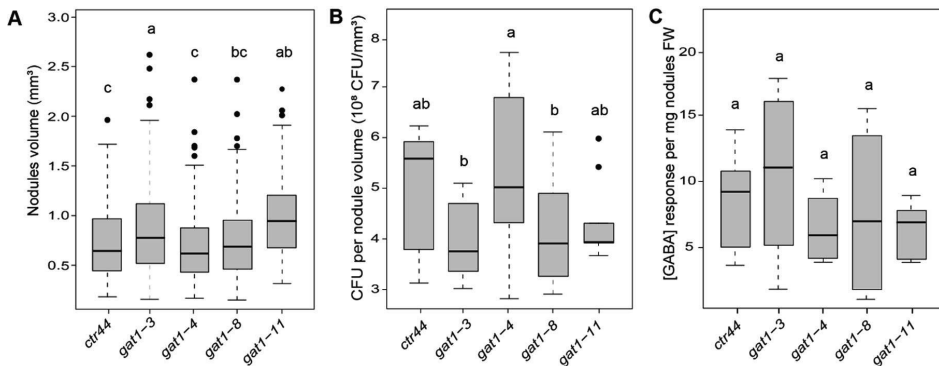 A
Nodules volume (mm³)
3.0
2.5
2.0
1.5
1.0
0.5
c
a
c
bc
ab
ctr44
gat1-3
gat1-4
gat1-8
gat1-11
B
CFU per nodule volume (10⁸ CFU/mm³)
8
7
6
5
4
3
ab
b
a
b
ab
ctr44
gat1-3
gat1-4
gat1-8
gat1-11
C
[GABA] response per mg nodules FW
20
15
10
5
a
a
a
a
a
ctr44
gat1-3
gat1-4
gat1-8
gat1-11